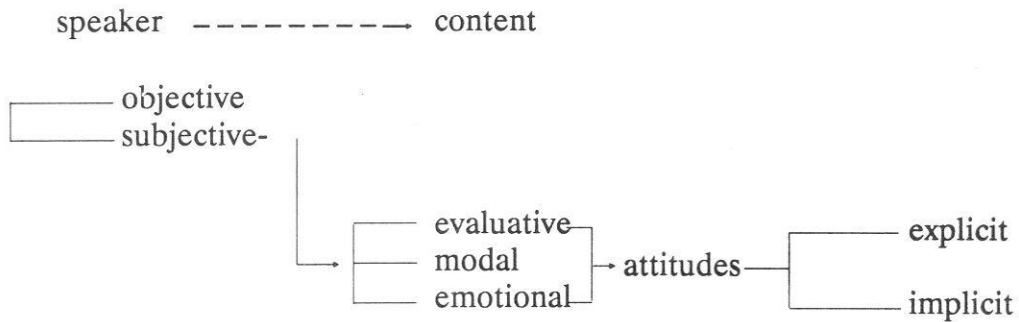 speaker content
objective
subjective-
evaluative
modal
emotional
attitudes
explicit
implicit